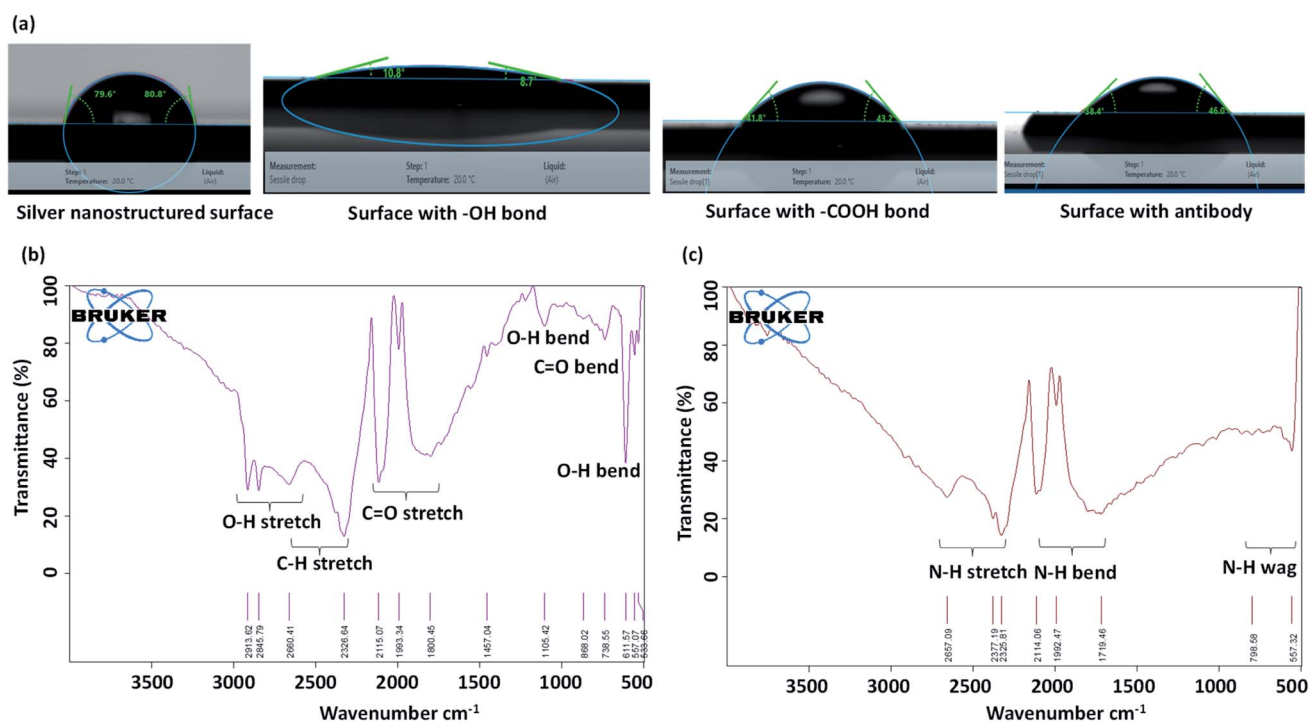 (a)
79.6° 80.8°
10.8° 8.7°
41.8° 43.2°
38.4° 46.0°
Step: 1
Temperature: 20.0 °C
Liquid:
(Air)
Measurement:
Sessile drop
Step: 1
Temperature: 20.0 °C
Liquid:
(Air)
Measurement:
Sessile drop[1]
Step: 1
Temperature: 20.0 °C
Liquid:
(Air)
Measurement:
Sessile drop[1]
Step: 1
Temperature: 20.0 °C
Liquid:
(Air)
Silver nanostructured surface
Surface with -OH bond
Surface with -COOH bond
Surface with antibody
(b)
BRUKER
Transmittance (%)
100
80
60
40
20
0
O-H stretch
C-H stretch
C=O stretch
O-H bend
C=O bend
O-H bend
2913.62
2845.79
2660.41
2326.64
2115.07
1993.34
1800.45
1457.04
1105.42
868.02
738.55
611.57
557.07
533.66
3500 3000 2500 2000 1500 1000 500
Wavenumber cm⁻¹
(c)
BRUKER
Transmittance (%)
100
80
60
40
20
0
N-H stretch
N-H bend
N-H wag
2657.09
2377.19
2325.81
2114.06
1992.47
1719.46
798.58
557.32
3500 3000 2500 2000 1500 1000 500
Wavenumber cm⁻¹